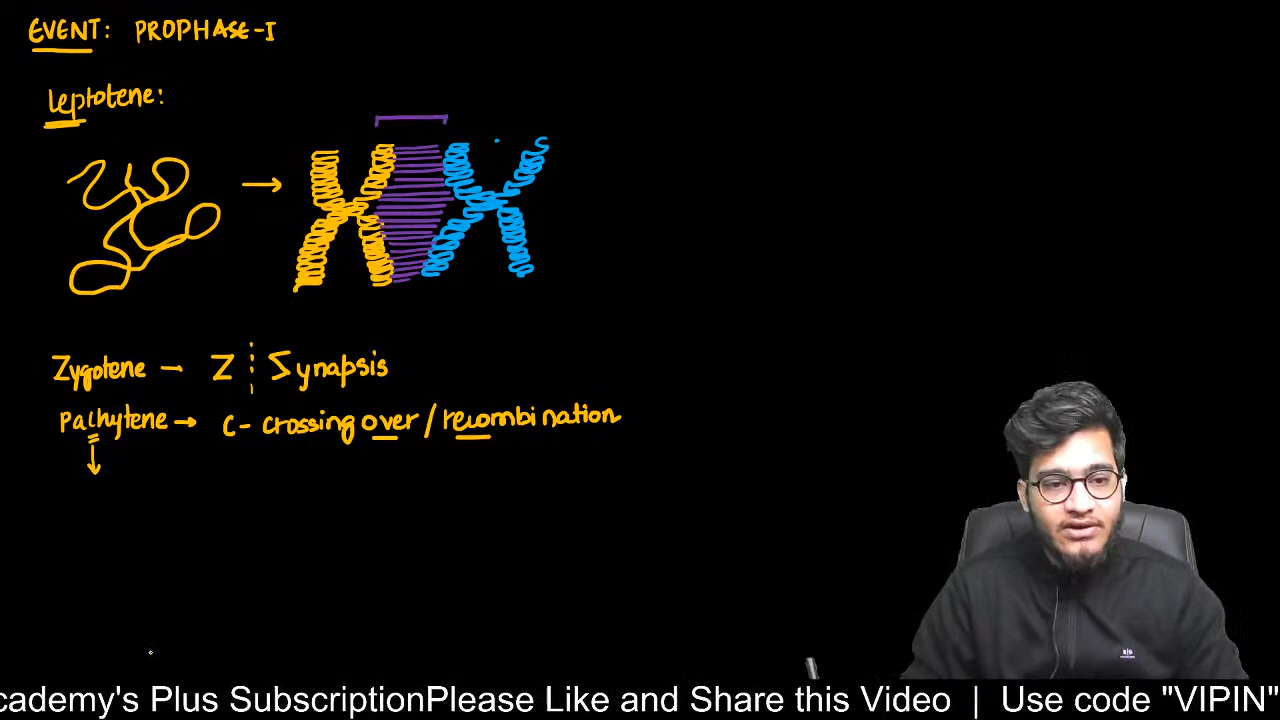 EVENT: PROPHASE-I
Leptotene:
Zygotene → Z Synapsis
Pachytene → C- crossing over / recombination
cademy's Plus SubscriptionPlease Like and Share this Video | Use code "VIPIN"